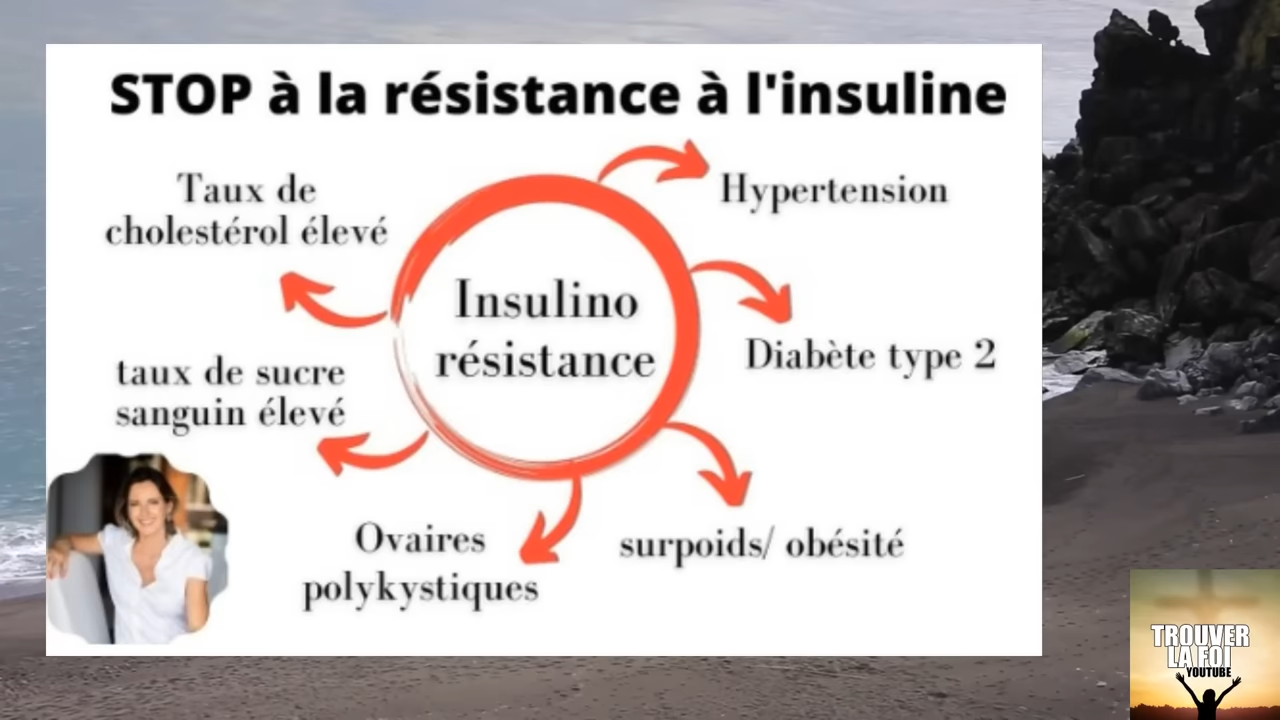 STOP à la résistance à l'insuline
Taux de
cholestérol élevé
Hypertension
Insulino
résistance
Diabète type 2
taux de sucre
sanguin élevé
Ovaires
polykystiques
surpoids/ obésité
TROUVER
LA FOI
YOUTUBE